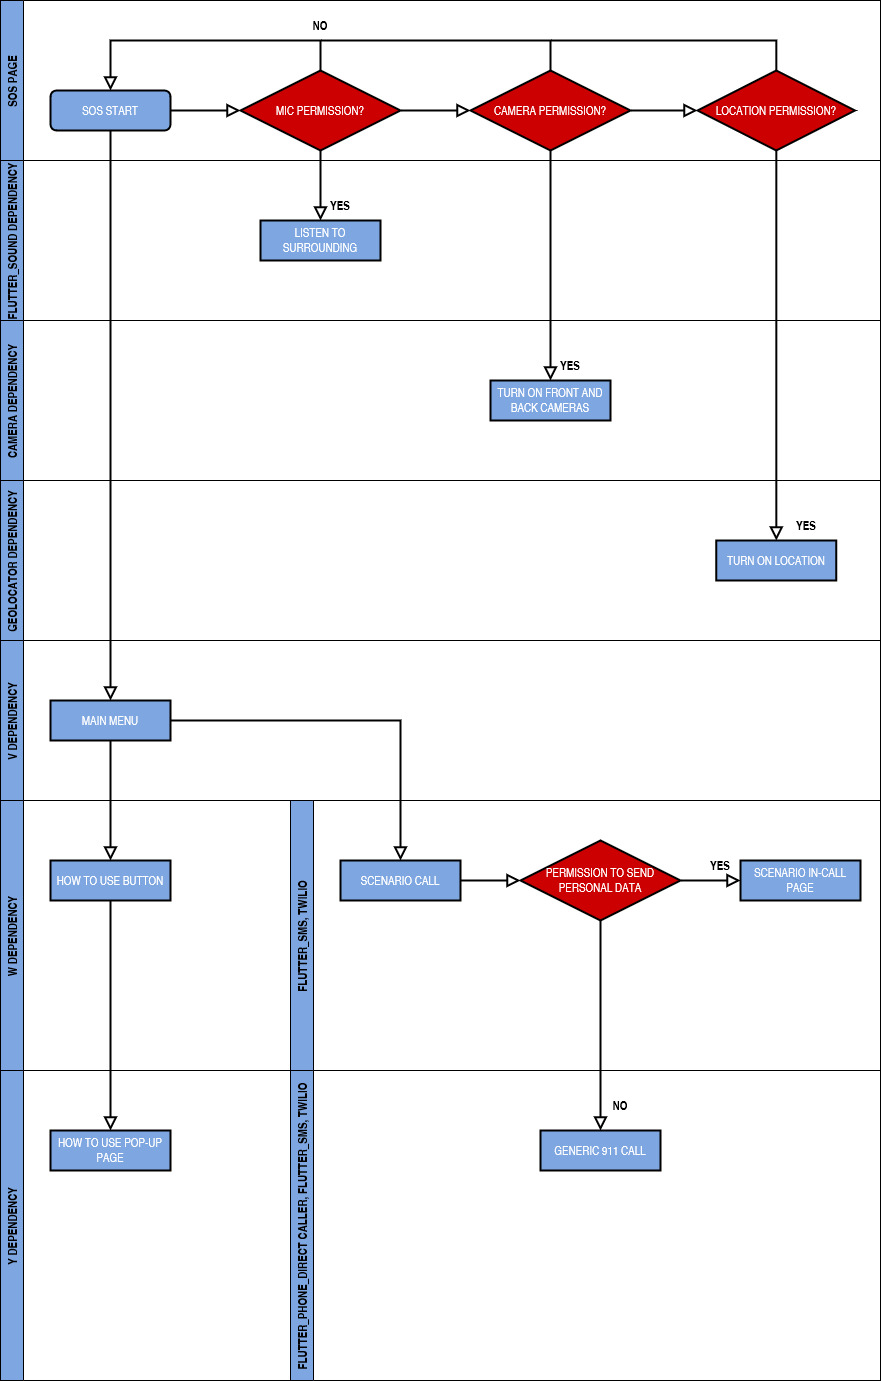 NO
SOS PAGE
SOS START
MIC PERMISSION?
CAMERA PERMISSION?
LOCATION PERMISSION?
FLUTTER_SOUND DEPENDENCY
YES
LISTEN TO
SURROUNDING
CAMERA DEPENDENCY
YES
TURN ON FRONT AND
BACK CAMERAS
GEOLOCATOR DEPENDENCY
YES
TURN ON LOCATION
V DEPENDENCY
MAIN MENU
W DEPENDENCY
HOW TO USE BUTTON
FLUTTER_SMS, TWILIO
SCENARIO CALL
PERMISSION TO SEND
PERSONAL DATA
YES
SCENARIO IN-CALL
PAGE
Y DEPENDENCY
HOW TO USE POP-UP
PAGE
FLUTTER_PHONE_DIRECT CALLER, FLUTTER_SMS, TWILIO
NO
GENERIC 911 CALL